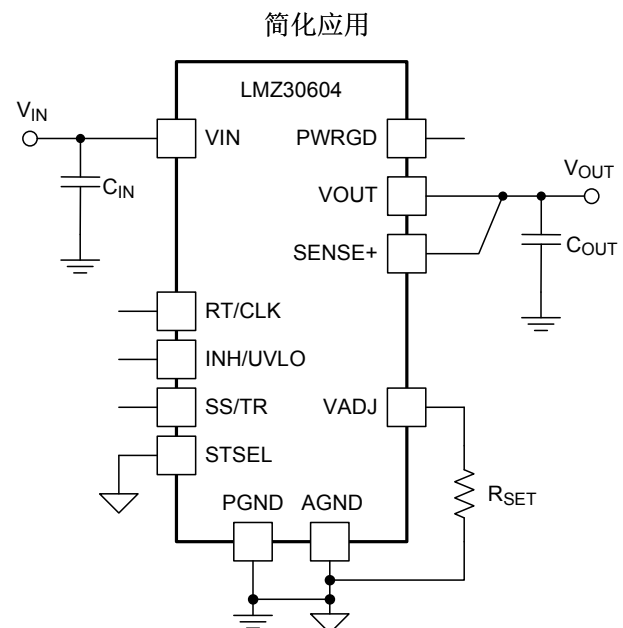 简化应用
LMZ30604
VIN
VIN
PWRGD
CIN
VOUT
VOUT
SENSE+
COUT
RT/CLK
INH/UVLO
SS/TR
VADJ
STSEL
RSET
PGND
AGND